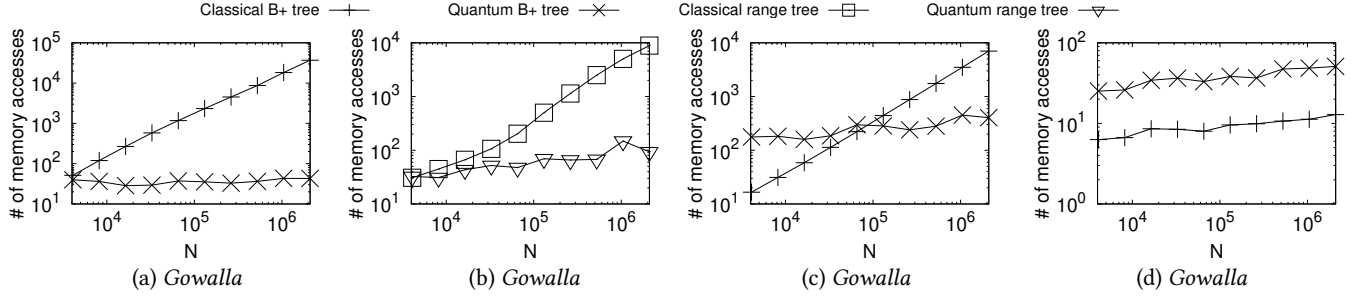 Classical B+ tree Quantum B+ tree Classical range tree Quantum range tree
# of memory accesses
10^5
10^4
10^3
10^2
10^1
10^4 10^5 10^6
N
(a) Gowalla
# of memory accesses
10^4
10^3
10^2
10^1
10^4 10^5 10^6
N
(b) Gowalla
# of memory accesses
10^4
10^3
10^2
10^1
10^4 10^5 10^6
N
(c) Gowalla
# of memory accesses
10^2
10^1
10^0
10^4 10^5 10^6
N
(d) Gowalla